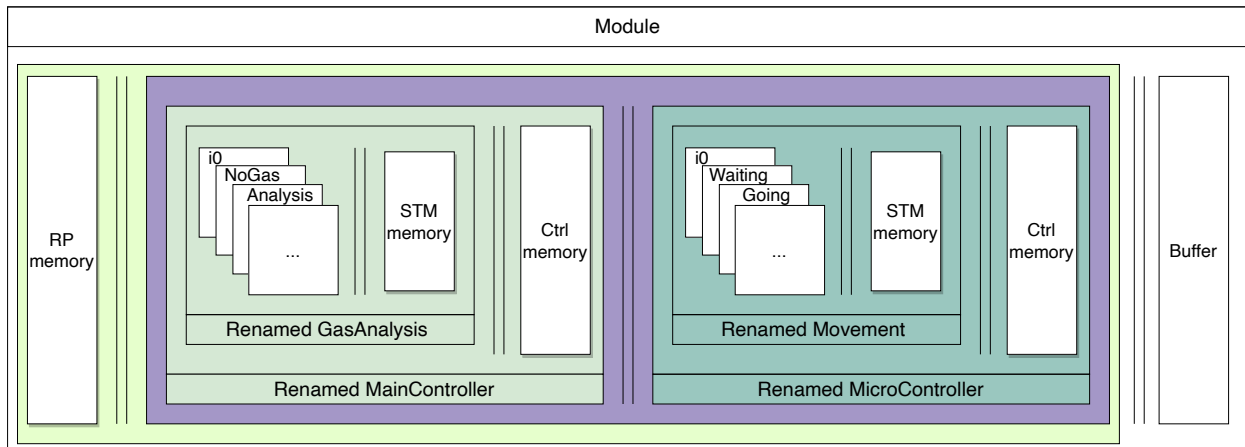 Module
RP
memory
i0
NoGas
Analysis
...
STM
memory
Renamed GasAnalysis
Ctrl
memory
Renamed MainController
i0
Waiting
Going
...
STM
memory
Renamed Movement
Ctrl
memory
Renamed MicroController
Buffer